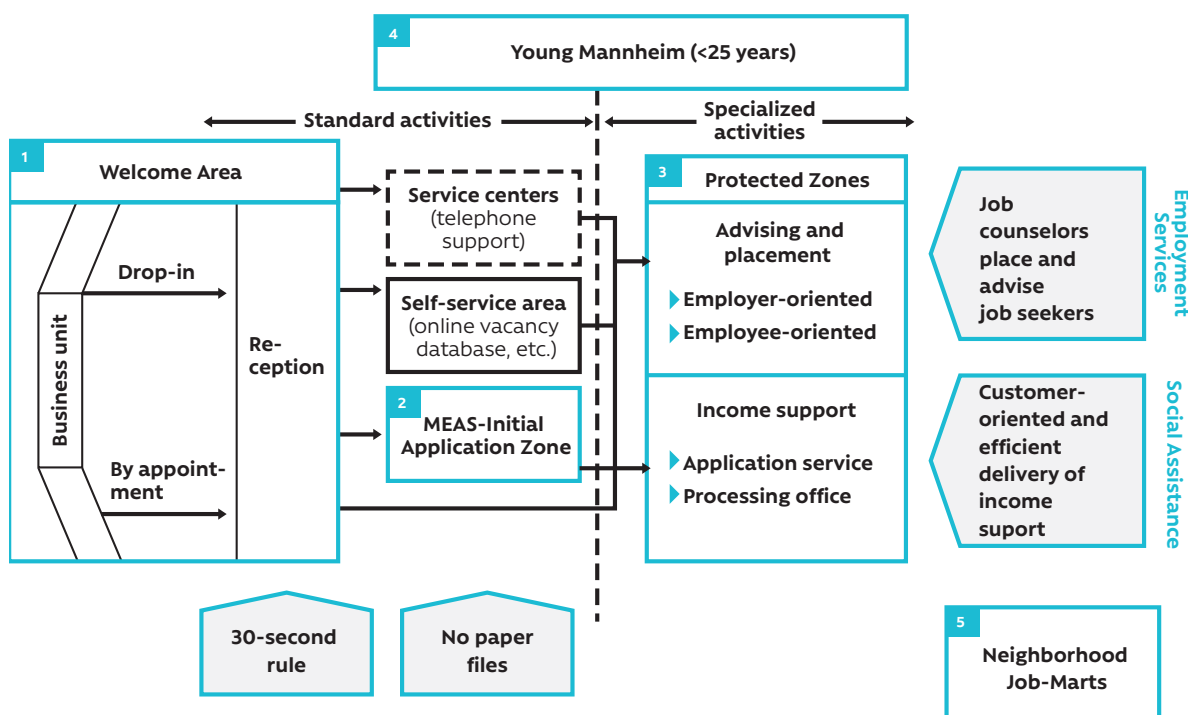 4
Young Mannheim (<25 years)
Standard activities
Specialized
activities
1
Welcome Area
Business unit
Drop-in
By appoint-
ment
Re-
ception
Service centers
(telephone
support)
Self-service area
(online vacancy
database, etc.)
2
MEAS-Initial
Application Zone
3
Protected Zones
Advising and
placement
Employer-oriented
Employee-oriented
Income support
Application service
Processing office
Job
counselors
place and
advise
job seekers
Employment
Services
Customer-
oriented and
efficient
delivery of
income
suport
Social Assistance
30-second
rule
No paper
files
5
Neighborhood
Job-Marts